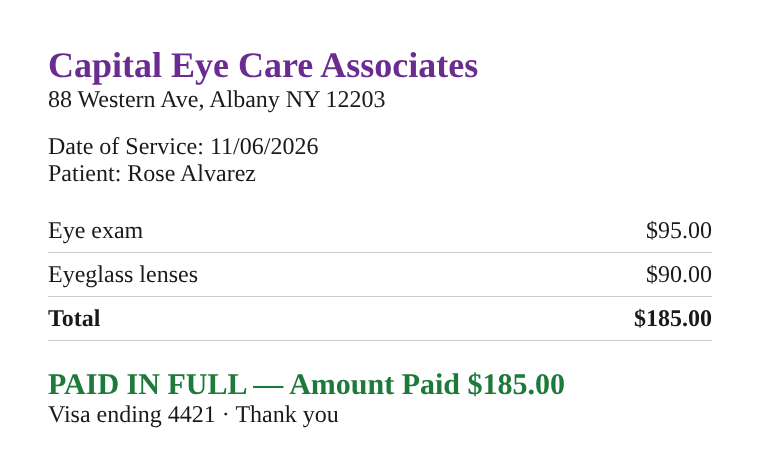 Capital Eye Care Associates
88 Western Ave, Albany NY 12203
Date of Service: 11/06/2026
Patient: Rose Alvarez
Eye exam $95.00
Eyeglass lenses $90.00
Total $185.00
PAID IN FULL — Amount Paid $185.00
Visa ending 4421 · Thank you